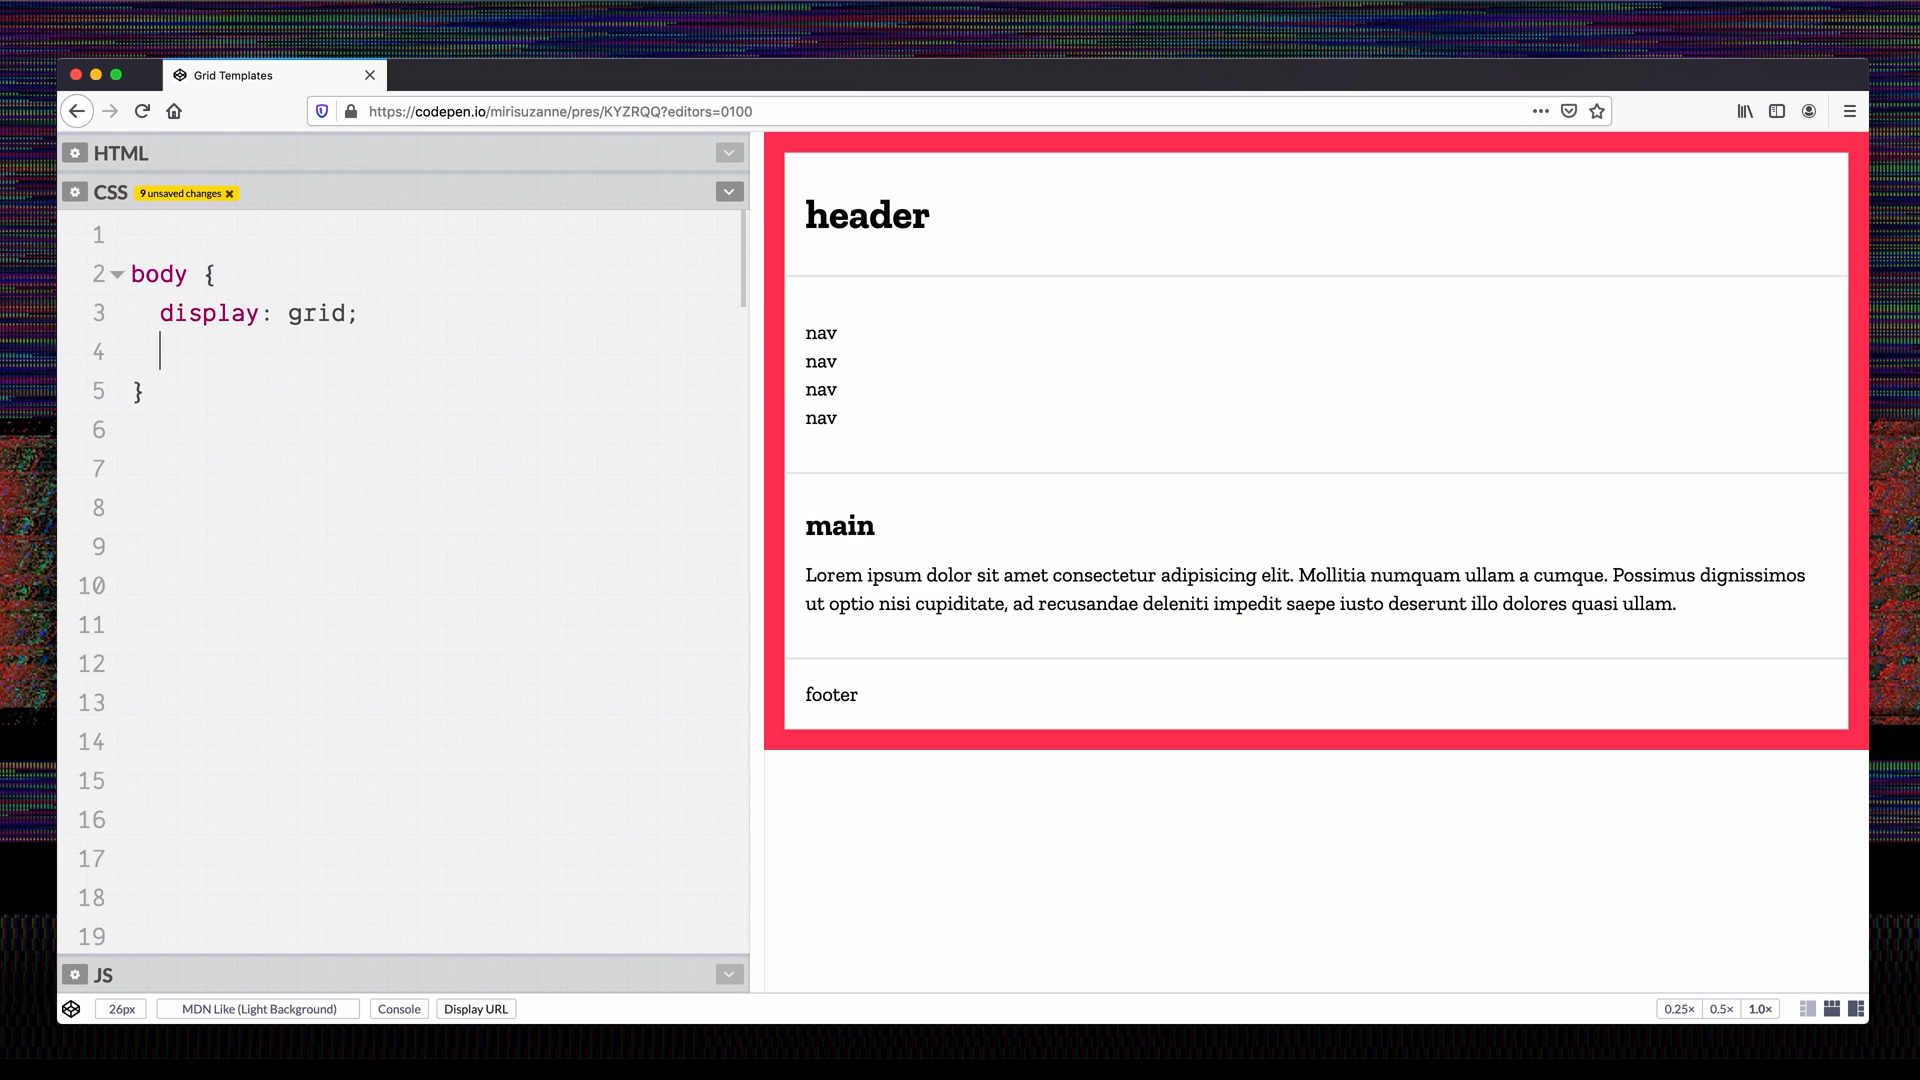 Grid Templates
https://codepen.io/mirisuzanne/pres/KYZRQQ?editors=0100
HTML
CSS 9 unsaved changes
1
2 body {
3 display: grid;
4
5 }
6
7
8
9
10
11
12
13
14
15
16
17
18
19
JS
header
nav
nav
nav
nav
main
Lorem ipsum dolor sit amet consectetur adipisicing elit. Mollitia numquam ullam a cumque. Possimus dignissimos
ut optio nisi cupiditate, ad recusandae deleniti impedit saepe iusto deserunt illo dolores quasi ullam.
footer
26px MDN Like (Light Background) Console Display URL 0.25× 0.5× 1.0×